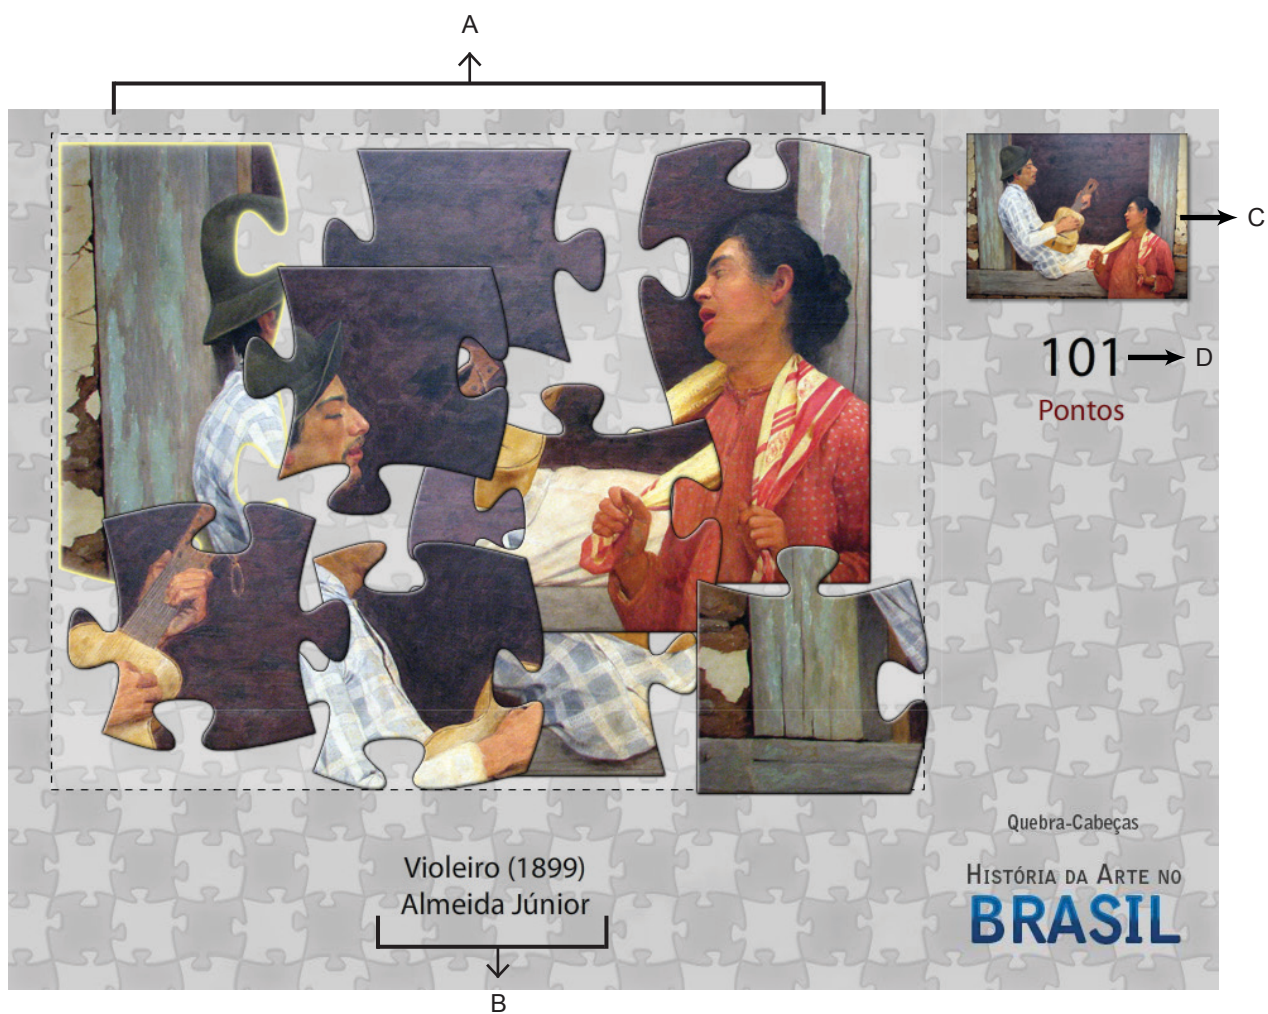 A
C
101
D
Pontos
Quebra-Cabeças
Violeiro (1899)
Almeida Júnior
História da Arte no
BRASIL
B